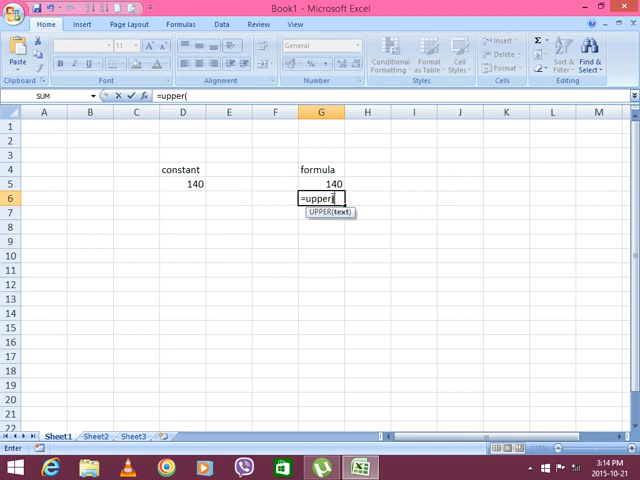 Book1 - Microsoft Excel
Home Insert Page Layout Formulas Data Review View
Paste
11
B I U
General
$ % ,
Conditional Formatting
Format as Table
Cell Styles
Insert
Delete
Format
Σ
Sort & Filter
Find & Select
Clipboard Font Alignment Number Styles Cells Editing
SUM fx =upper(
A B C D E F G H I J K L M
1
2
3
4 constant formula
5 140 140
6 =upper(
UPPER(text)
7
8
9
10
11
12
13
14
15
16
17
18
19
20
21
22
Sheet1 Sheet2 Sheet3
Enter
3:14 PM
2015-10-21